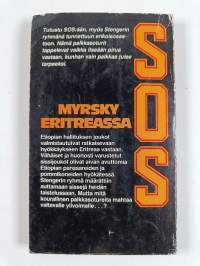 Tutustu SOS:ään, myös Stengerin
ryhmänä tunnettuun erikoisosas-
toon. Nämä palkkasoturit
tappelevat vaikka itseään pirua
vastaan, kunhan vain palkkaa julee
tarpeeksi.
SOS
MYRSKY
ERITREASSA
Etiopian hallituksen joukot
valmistautuivat ratkaisevaan
hyökkäykseen Eritreaa vastaan.
Vähäiset ja huonosti varustetut
sissijoukot olivat aivan avuttomia
Etiopian panssareiden ja
pommikoneiden hyökätessä.
Stengerin ryhmä määrättiin
auttamaan sissejä heidän
taistelussaan. Mutta mitä
kourallinen palkkasotureita mahtaa
valtavalle ylivoimalle . . . ?